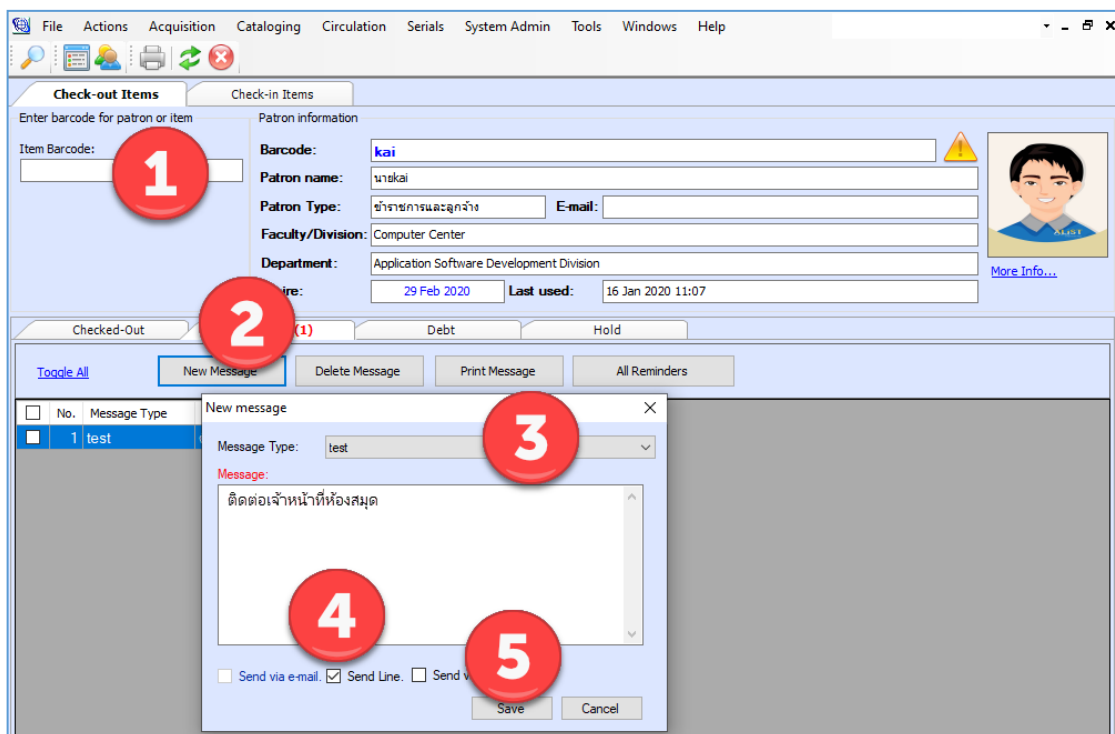 File Actions Acquisition Cataloging Circulation Serials System Admin Tools Windows Help
Check-out Items Check-in Items
Enter barcode for patron or item Patron information
Item Barcode: Barcode: kai
1
Patron name: นายkai
Patron Type: ข้าราชการและลูกจ้าง E-mail:
Faculty/Division: Computer Center
ALIST
Department: Application Software Development Division
More Info...
29 Feb 2020 Last used: 16 Jan 2020 11:07
2
Checked-Out (1) Debt Hold
Toggle All New Message Delete Message Print Message All Reminders
No. Message Type
1 test
New message
3
Message Type: test
Message:
ติดต่อเจ้าหน้าที่ห้องสมุด
4
5
Send via e-mail. Send Line. Send
Save Cancel